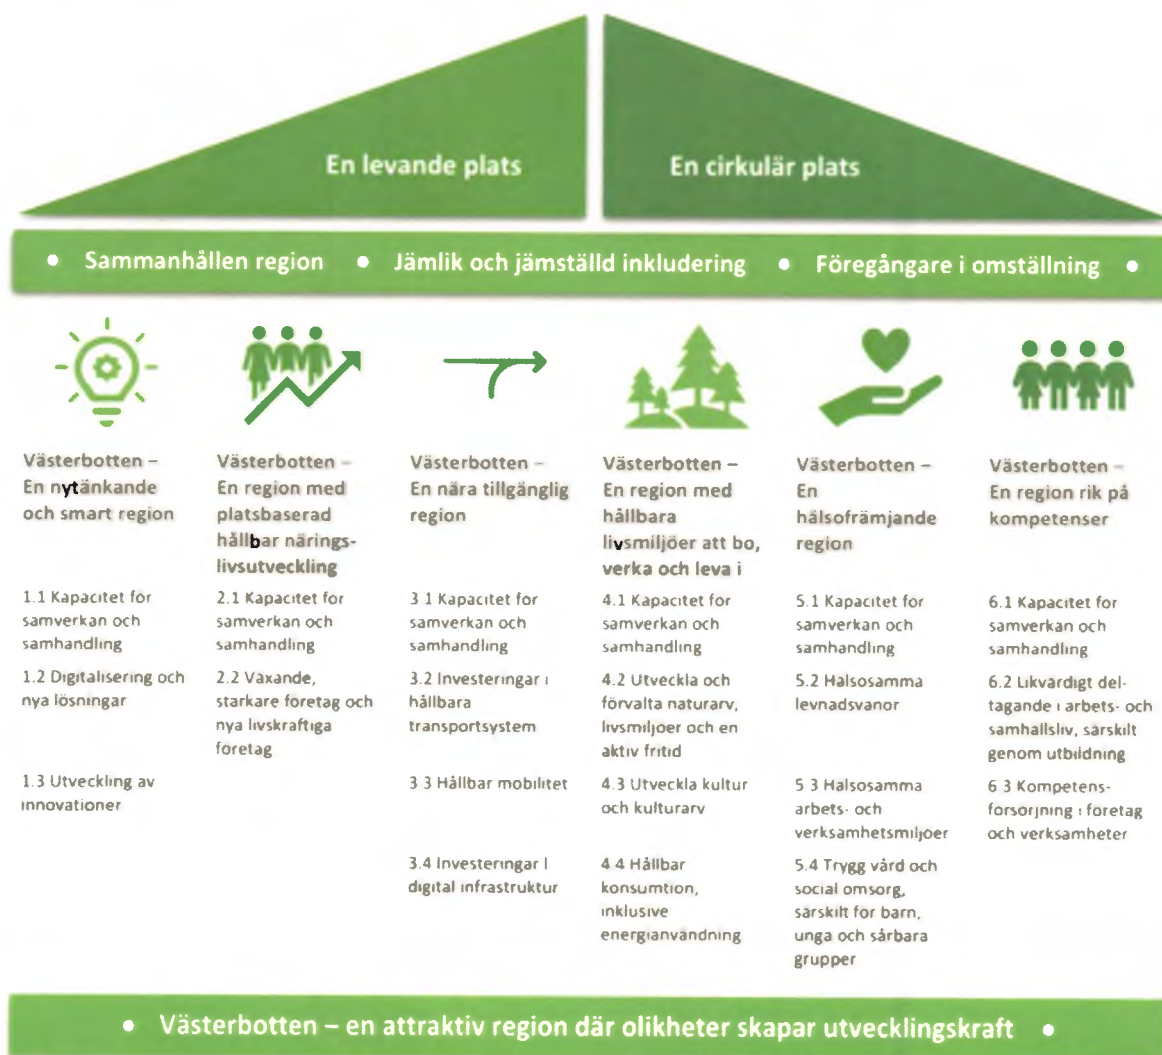 En levande plats
En cirkulär plats
• Sammanhållen region • Jämlik och jämställd inkludering • Föregångare i omställning •
Västerbotten –
En nytänkande
och smart region
1.1 Kapacitet för
samverkan och
samhandling
1.2 Digitalisering och
nya lösningar
1.3 Utveckling av
innovationer
Västerbotten –
En region med
platsbaserad
hållbar närings-
livsutveckling
2.1 Kapacitet för
samverkan och
samhandling
2.2 Växande,
starkare företag och
nya livskraftiga
företag
Västerbotten –
En nära tillgänglig
region
3.1 Kapacitet för
samverkan och
samhandling
3.2 Investeringar i
hållbara
transportsystem
3.3 Hållbar mobilitet
3.4 Investeringar i
digital infrastruktur
Västerbotten –
En region med
hållbara
livsmiljöer att bo,
verka och leva i
4.1 Kapacitet för
samverkan och
samhandling
4.2 Utveckla och
förvalta naturarv,
livsmiljöer och en
aktiv fritid
4.3 Utveckla kultur
och kulturarv
4.4 Hållbar
konsumtion,
inklusive
energianvändning
Västerbotten –
En
hälsofrämjande
region
5.1 Kapacitet för
samverkan och
samhandling
5.2 Hälsosamma
levnadsvanor
5.3 Hälsosamma
arbets- och
verksamhetsmiljöer
5.4 Trygg vård och
social omsorg,
särskilt för barn,
unga och sårbara
grupper
Västerbotten –
En region rik på
kompetenser
6.1 Kapacitet för
samverkan och
samhandling
6.2 Likvärdigt del-
tagande i arbets- och
samhällsliv, särskilt
genom utbildning
6.3 Kompetens-
försörjning i företag
och verksamheter
• Västerbotten – en attraktiv region där olikheter skapar utvecklingskraft •